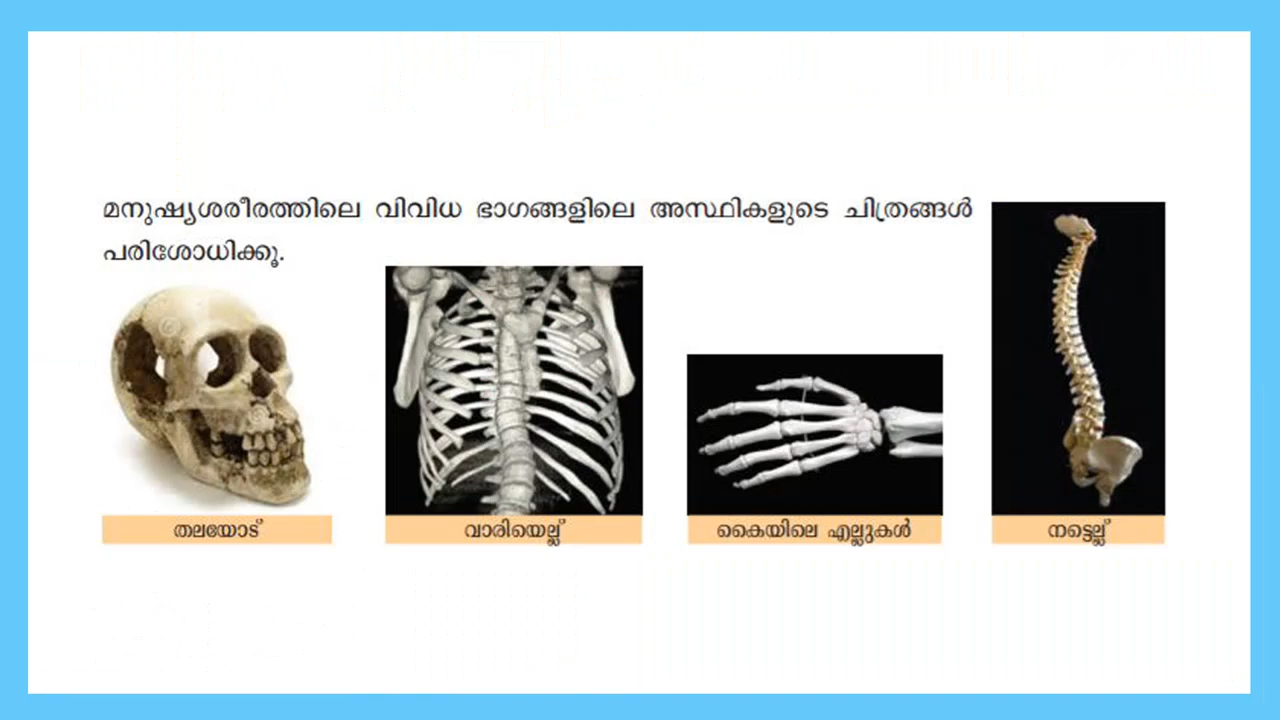 മനുഷ്യശരീരത്തിലെ വിവിധ ഭാഗങ്ങളിലെ അസ്ഥികളുടെ ചിത്രങ്ങൾ
പരിശോധിക്കൂ.
തലയോട്
വാരിയെല്ല്
കൈയിലെ എല്ലുകൾ
നട്ടെല്ല്